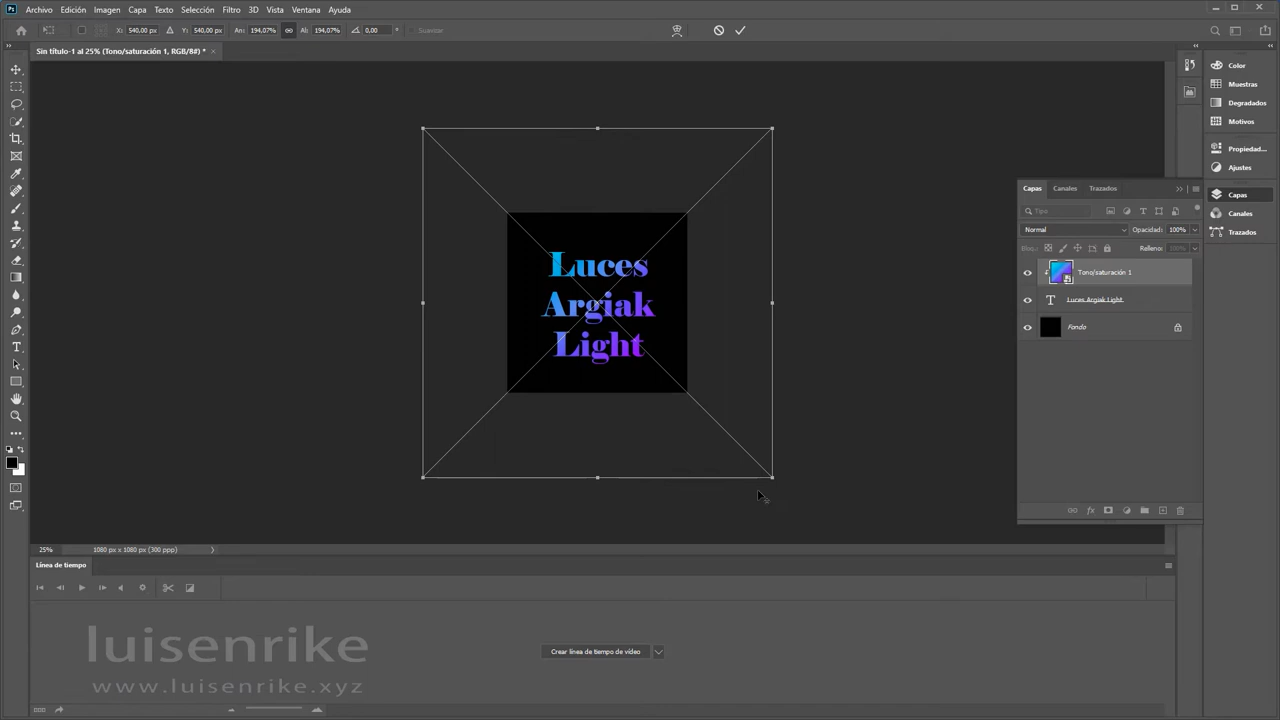 Ps Archivo Edición Imagen Capa Texto Selección Filtro 3D Vista Ventana Ayuda
X: 540,00 px Y: 540,00 px An: 194,07% Al: 194,07% 0,00 ° Suavizar
Sin título-1 al 25% (Tono/saturación 1, RGB/8#) * ×
Color
Muestras
Degradados
Motivos
Propiedad...
Ajustes
Capas
Canales
Trazados
Capas Canales Trazados
Tipo
Normal Opacidad: 100%
Bloq.: Relleno: 100%
Tono/saturación 1
T Luces Argiak Light
Fondo
fx
Luces
Argiak
Light
25% 1080 px x 1080 px (300 ppp)
Línea de tiempo
Crear línea de tiempo de vídeo
luisenrike
www.luisenrike.xyz